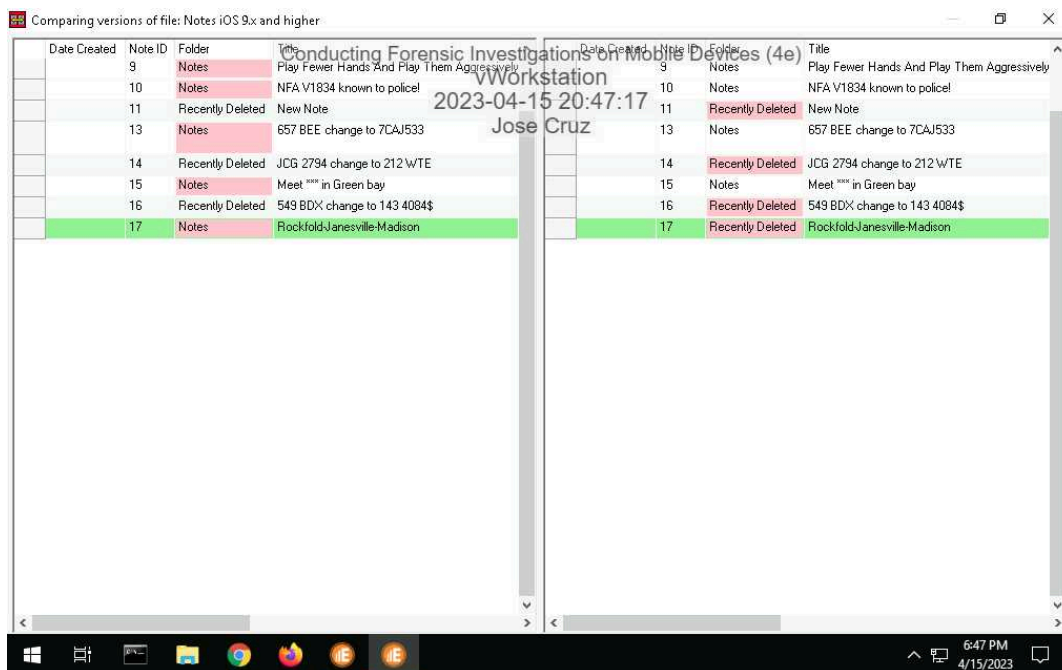 Comparing versions of file: Notes iOS 9.x and higher
Conducting Forensic Investigations on Mobile Devices (4e)
vWorkstation
2023-04-15 20:47:17
Jose Cruz
Date Created Note ID Folder Title
9 Notes Play Fewer Hands And Play Them Aggressively
10 Notes NFA V1834 known to police!
11 Recently Deleted New Note
13 Notes 657 BEE change to 7CAJ533
14 Recently Deleted JCG 2794 change to 212 WTE
15 Notes Meet *** in Green bay
16 Recently Deleted 549 BDX change to 143 4084$
17 Notes Rockfold-Janesville-Madison
Date Created Note ID Folder Title
9 Notes Play Fewer Hands And Play Them Aggressively
10 Notes NFA V1834 known to police!
11 Recently Deleted New Note
13 Notes 657 BEE change to 7CAJ533
14 Recently Deleted JCG 2794 change to 212 WTE
15 Notes Meet *** in Green bay
16 Recently Deleted 549 BDX change to 143 4084$
17 Recently Deleted Rockfold-Janesville-Madison
6:47 PM
4/15/2023